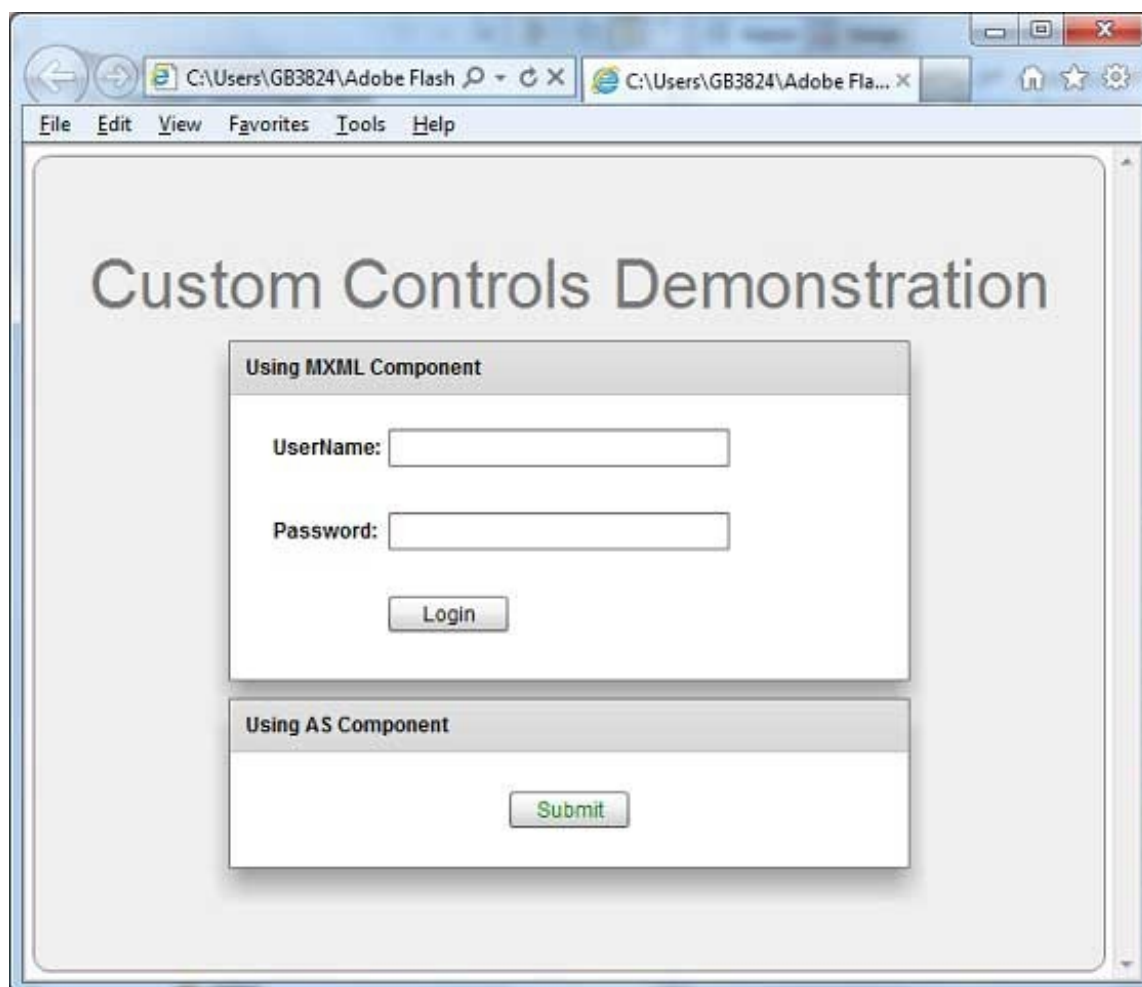 C:\Users\GB3824\Adobe Flash
C:\Users\GB3824\Adobe Fla...
File Edit View Favorites Tools Help
Custom Controls Demonstration
Using MXML Component
UserName:
Password:
Login
Using AS Component
Submit